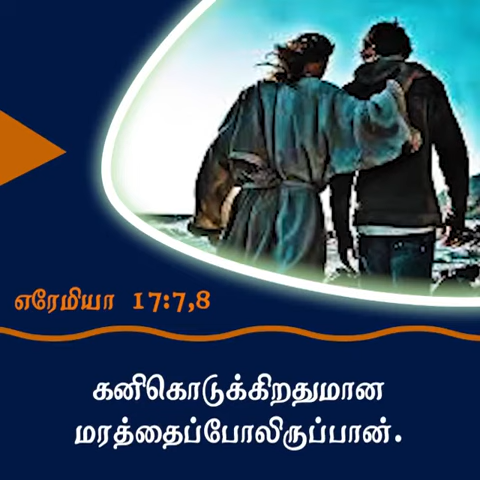 எரேமியா 17:7,8
கனிகொடுக்கிறதுமான
மரத்தைப்போலிருப்பான்.